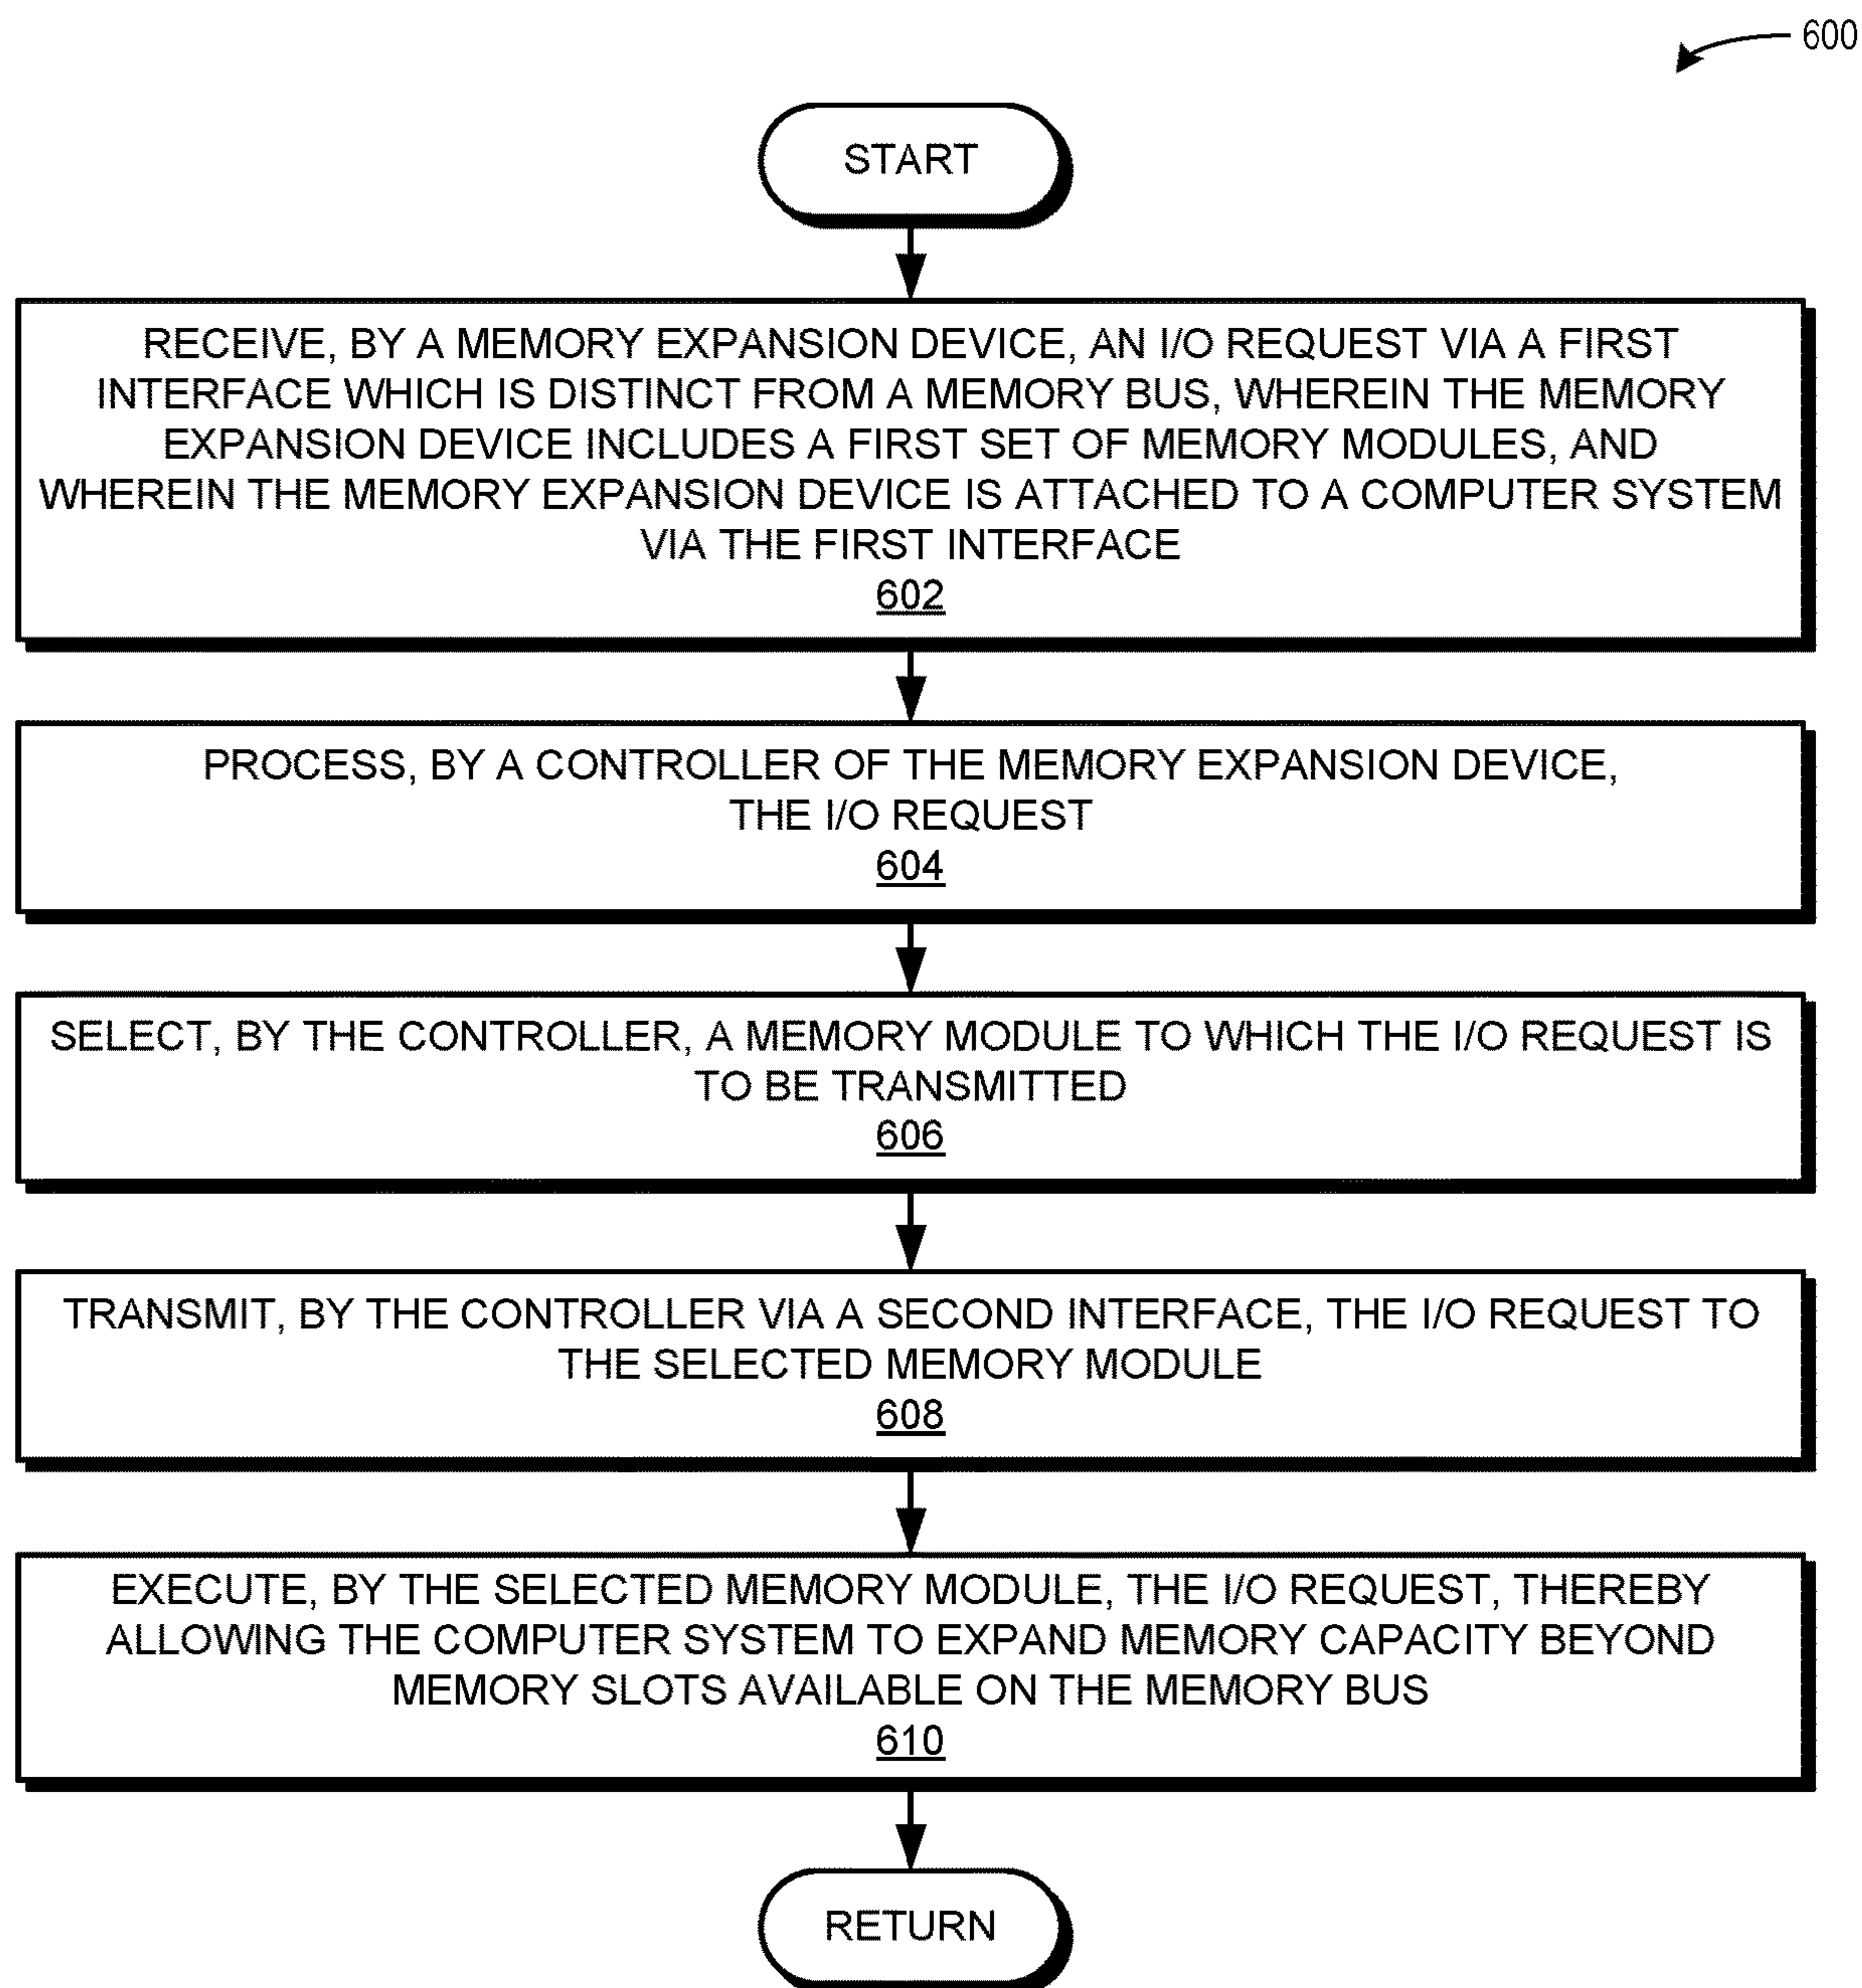 600
START
RECEIVE, BY A MEMORY EXPANSION DEVICE, AN I/O REQUEST VIA A FIRST
INTERFACE WHICH IS DISTINCT FROM A MEMORY BUS, WHEREIN THE MEMORY
EXPANSION DEVICE INCLUDES A FIRST SET OF MEMORY MODULES, AND
WHEREIN THE MEMORY EXPANSION DEVICE IS ATTACHED TO A COMPUTER SYSTEM
VIA THE FIRST INTERFACE
602
PROCESS, BY A CONTROLLER OF THE MEMORY EXPANSION DEVICE,
THE I/O REQUEST
604
SELECT, BY THE CONTROLLER, A MEMORY MODULE TO WHICH THE I/O REQUEST IS
TO BE TRANSMITTED
606
TRANSMIT, BY THE CONTROLLER VIA A SECOND INTERFACE, THE I/O REQUEST TO
THE SELECTED MEMORY MODULE
608
EXECUTE, BY THE SELECTED MEMORY MODULE, THE I/O REQUEST, THEREBY
ALLOWING THE COMPUTER SYSTEM TO EXPAND MEMORY CAPACITY BEYOND
MEMORY SLOTS AVAILABLE ON THE MEMORY BUS
610
RETURN